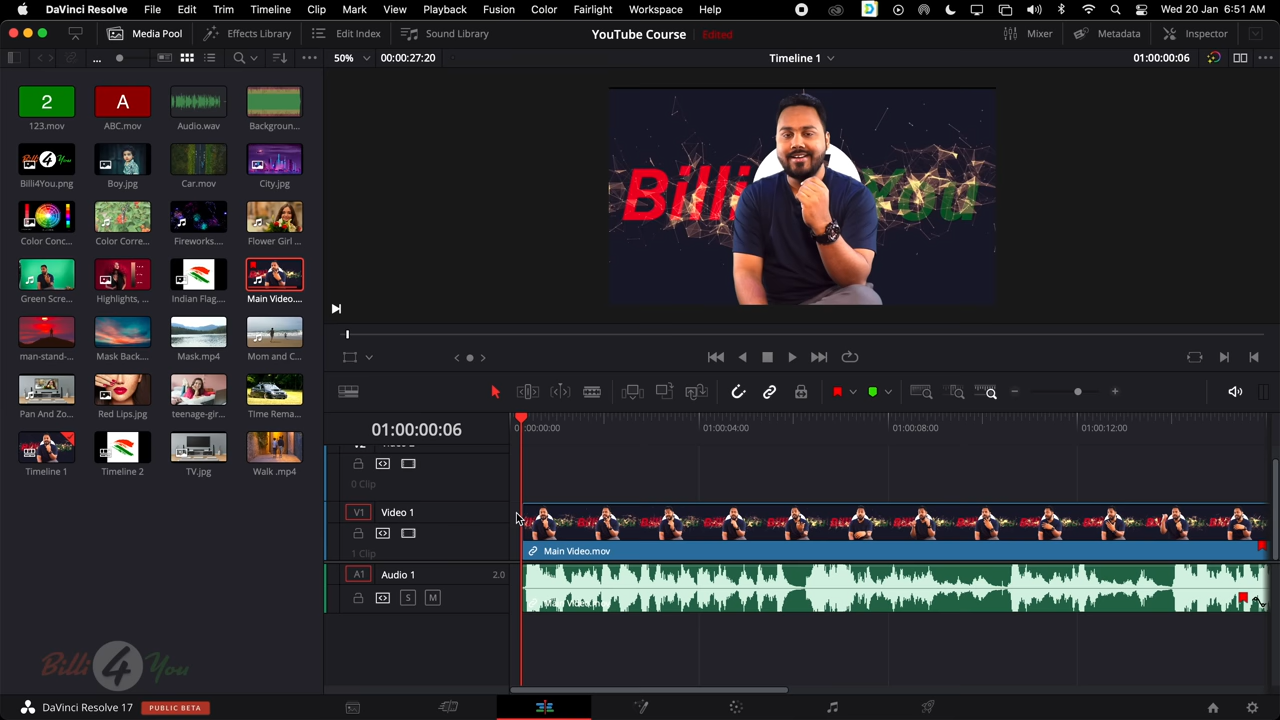 DaVinci Resolve File Edit Trim Timeline Clip Mark View Playback Fusion Color Fairlight Workspace Help Wed 20 Jan 6:51 AM
Media Pool Effects Library Edit Index Sound Library YouTube Course Edited Mixer Metadata Inspector
... 50% 00:00:27:20 Timeline 1 01:00:00:06
2 A
123.mov ABC.mov Audio.wav Backgroun...
Billi4You.png Boy.jpg Car.mov City.jpg
Color Conc... Color Corre... Fireworks.... Flower Girl ...
Green Scre... Highlights, ... Indian Flag.... Main Video....
man-stand-... Mask Back.... Mask.mp4 Mom and C...
Pan And Zo... Red Lips.jpg teenage-gir... TIme Rema...
Timeline 1 Timeline 2 TV.jpg Walk .mp4
Billi You
01:00:00:06
01:00:04:00 01:00:08:00 01:00:12:00
0 Clip
V1 Video 1
1 Clip
Main Video.mov
A1 Audio 1 2.0
S M
Billi 4 You
DaVinci Resolve 17 PUBLIC BETA